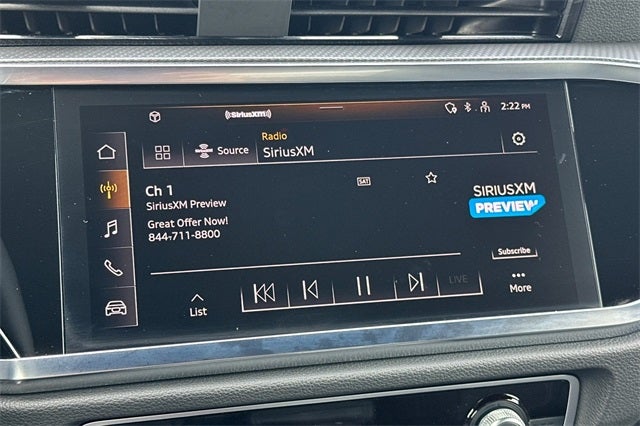 SiriusXM
2:22 PM
Radio
Source
SiriusXM
Ch 1
SAT
SiriusXM Preview
SIRIUSXM
PREVIEW
Great Offer Now!
844-711-8800
Subscribe
LIVE
List
More